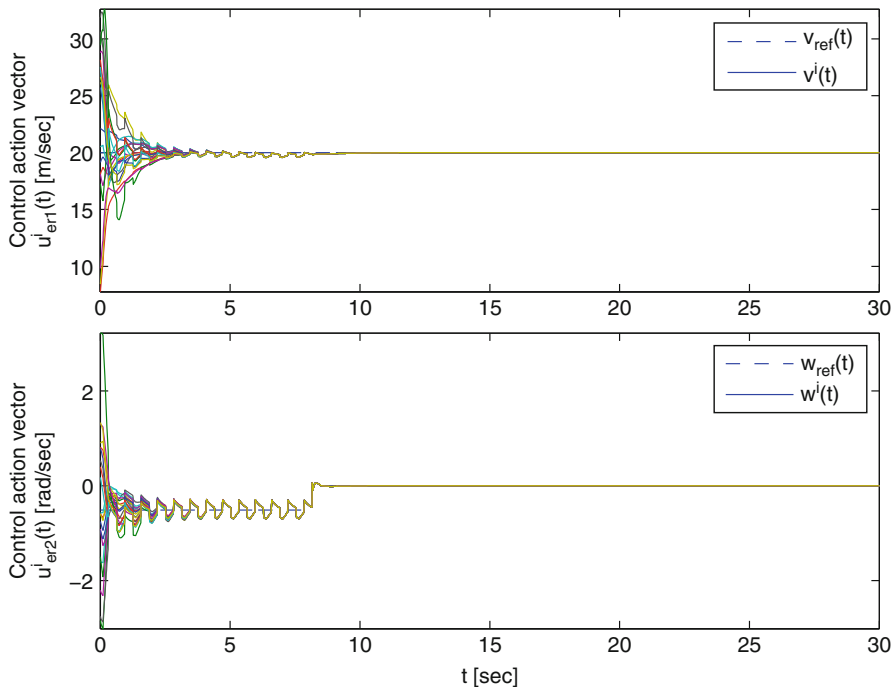 Control action vector
u^i_er1(t) [m/sec]
30
25
20
15
10
v_ref(t)
v^i(t)
0 5 10 15 20 25 30
Control action vector
u^i_er2(t) [rad/sec]
2
0
−2
w_ref(t)
w^i(t)
0 5 10 15 20 25 30
t [sec]